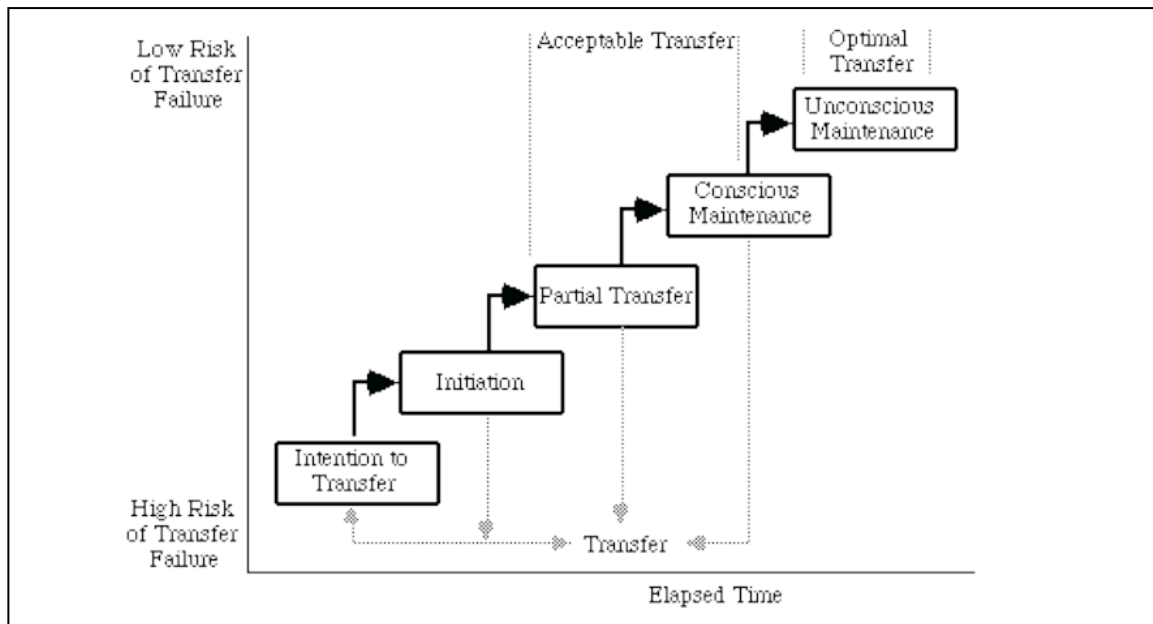 Low Risk
of Transfer
Failure
Acceptable Transfer
Optimal
Transfer
Unconscious
Maintenance
Conscious
Maintenance
Partial Transfer
Initiation
Intention to
Transfer
High Risk
of Transfer
Failure
Transfer
Elapsed Time